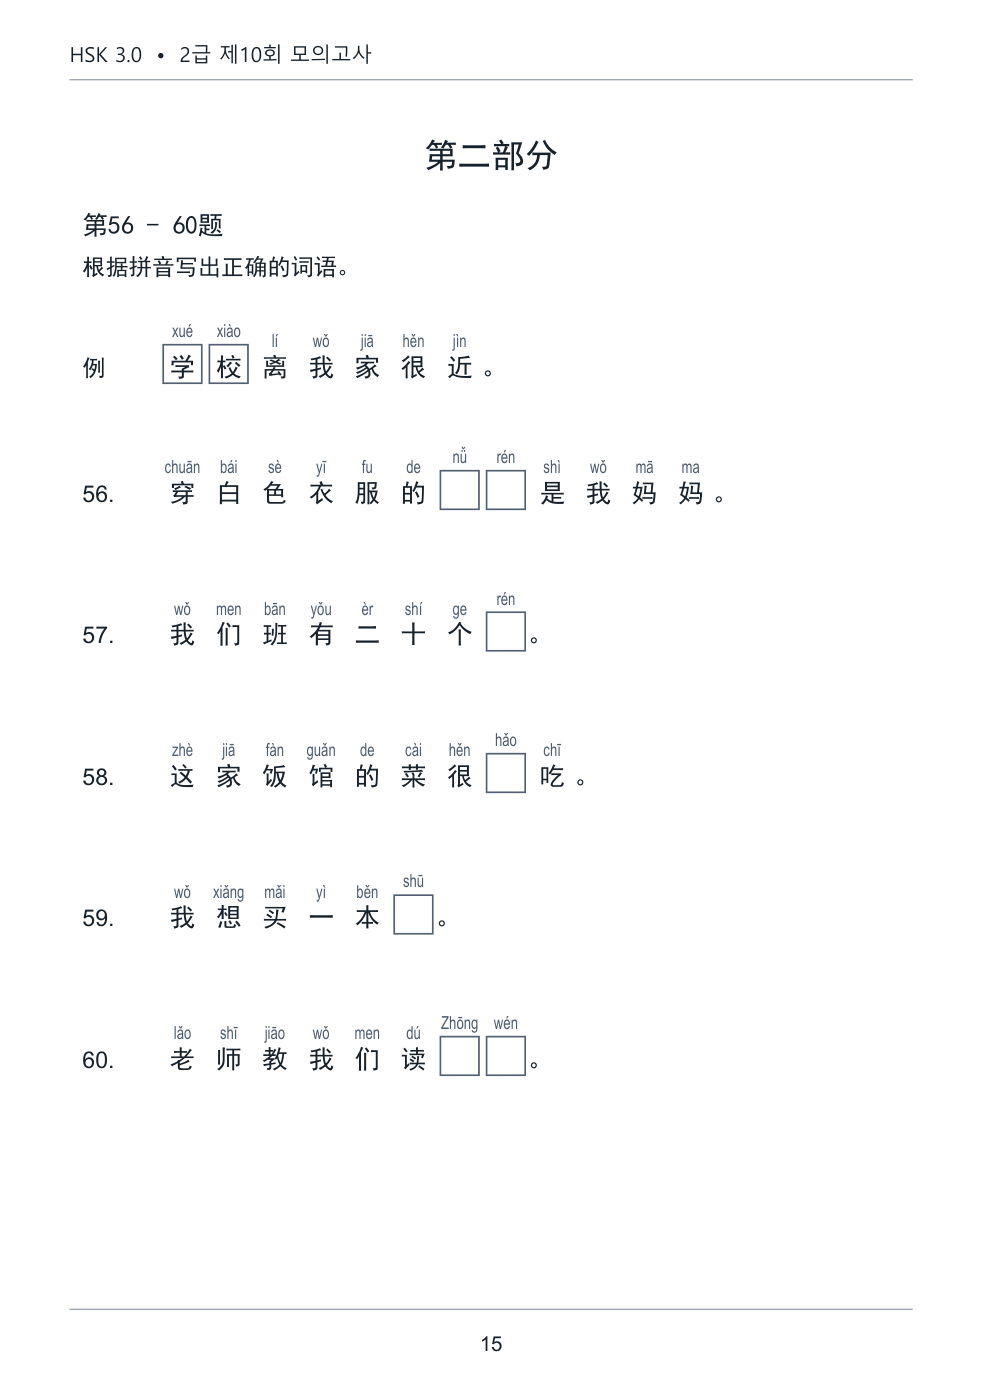 HSK 3.0 • 2급 제10회 모의고사
第二部分
第56 － 60题
根据拼音写出正确的词语。
xué xiào lí wǒ jiā hěn jìn
例 学 校 离 我 家 很 近 。
chuān bái sè yī fu de nǚ rén shì wǒ mā ma
56. 穿 白 色 衣 服 的 是 我 妈 妈 。
wǒ men bān yǒu èr shí ge rén
57. 我 们 班 有 二 十 个 。
zhè jiā fàn guǎn de cài hěn hǎo chī
58. 这 家 饭 馆 的 菜 很 吃 。
wǒ xiǎng mǎi yì běn shū
59. 我 想 买 一 本 。
lǎo shī jiāo wǒ men dú Zhōng wén
60. 老 师 教 我 们 读 。
15